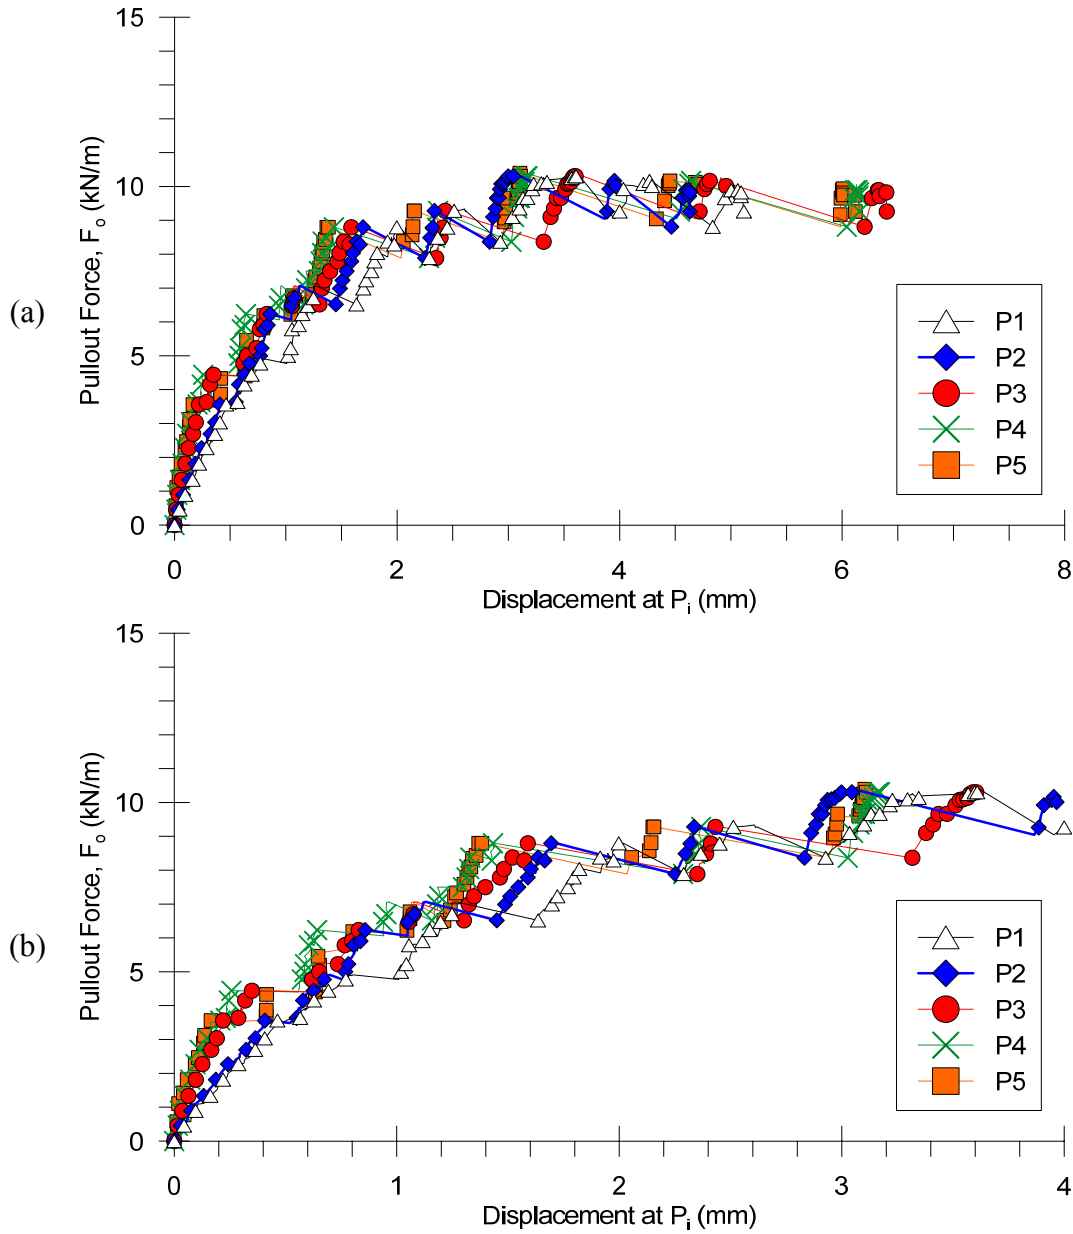 (a)
Pullout Force, Fo (kN/m)
15
10
5
0
0 2 4 6 8
Displacement at Pi (mm)
P1
P2
P3
P4
P5
(b)
Pullout Force, Fo (kN/m)
15
10
5
0
0 1 2 3 4
Displacement at Pi (mm)
P1
P2
P3
P4
P5